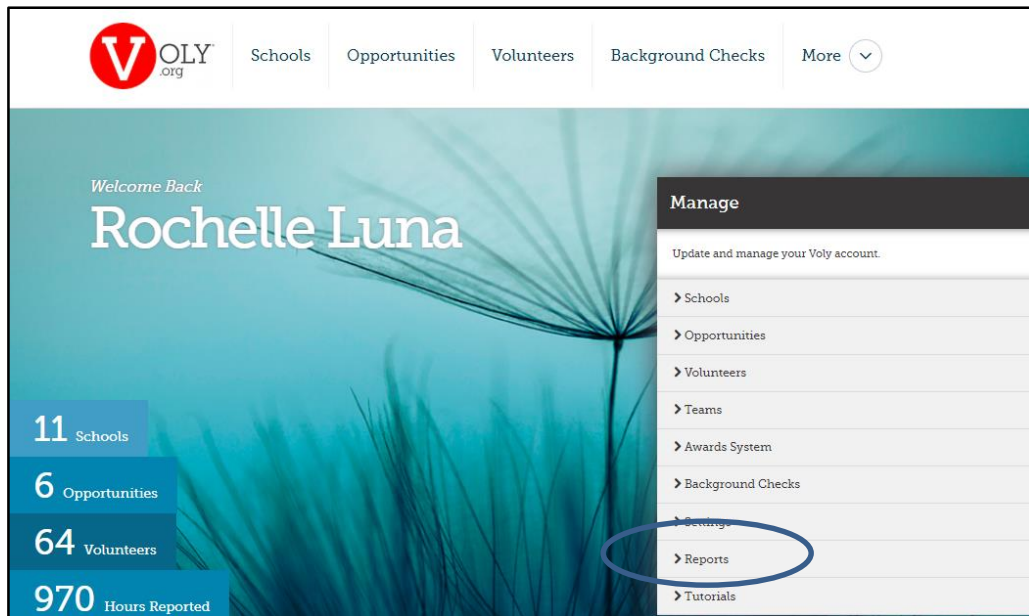 VOLY
.org
Schools
Opportunities
Volunteers
Background Checks
More
Welcome Back
Rochelle Luna
11 Schools
6 Opportunities
64 Volunteers
970 Hours Reported
Manage
Update and manage your Voly account.
Schools
Opportunities
Volunteers
Teams
Awards System
Background Checks
Settings
Reports
Tutorials